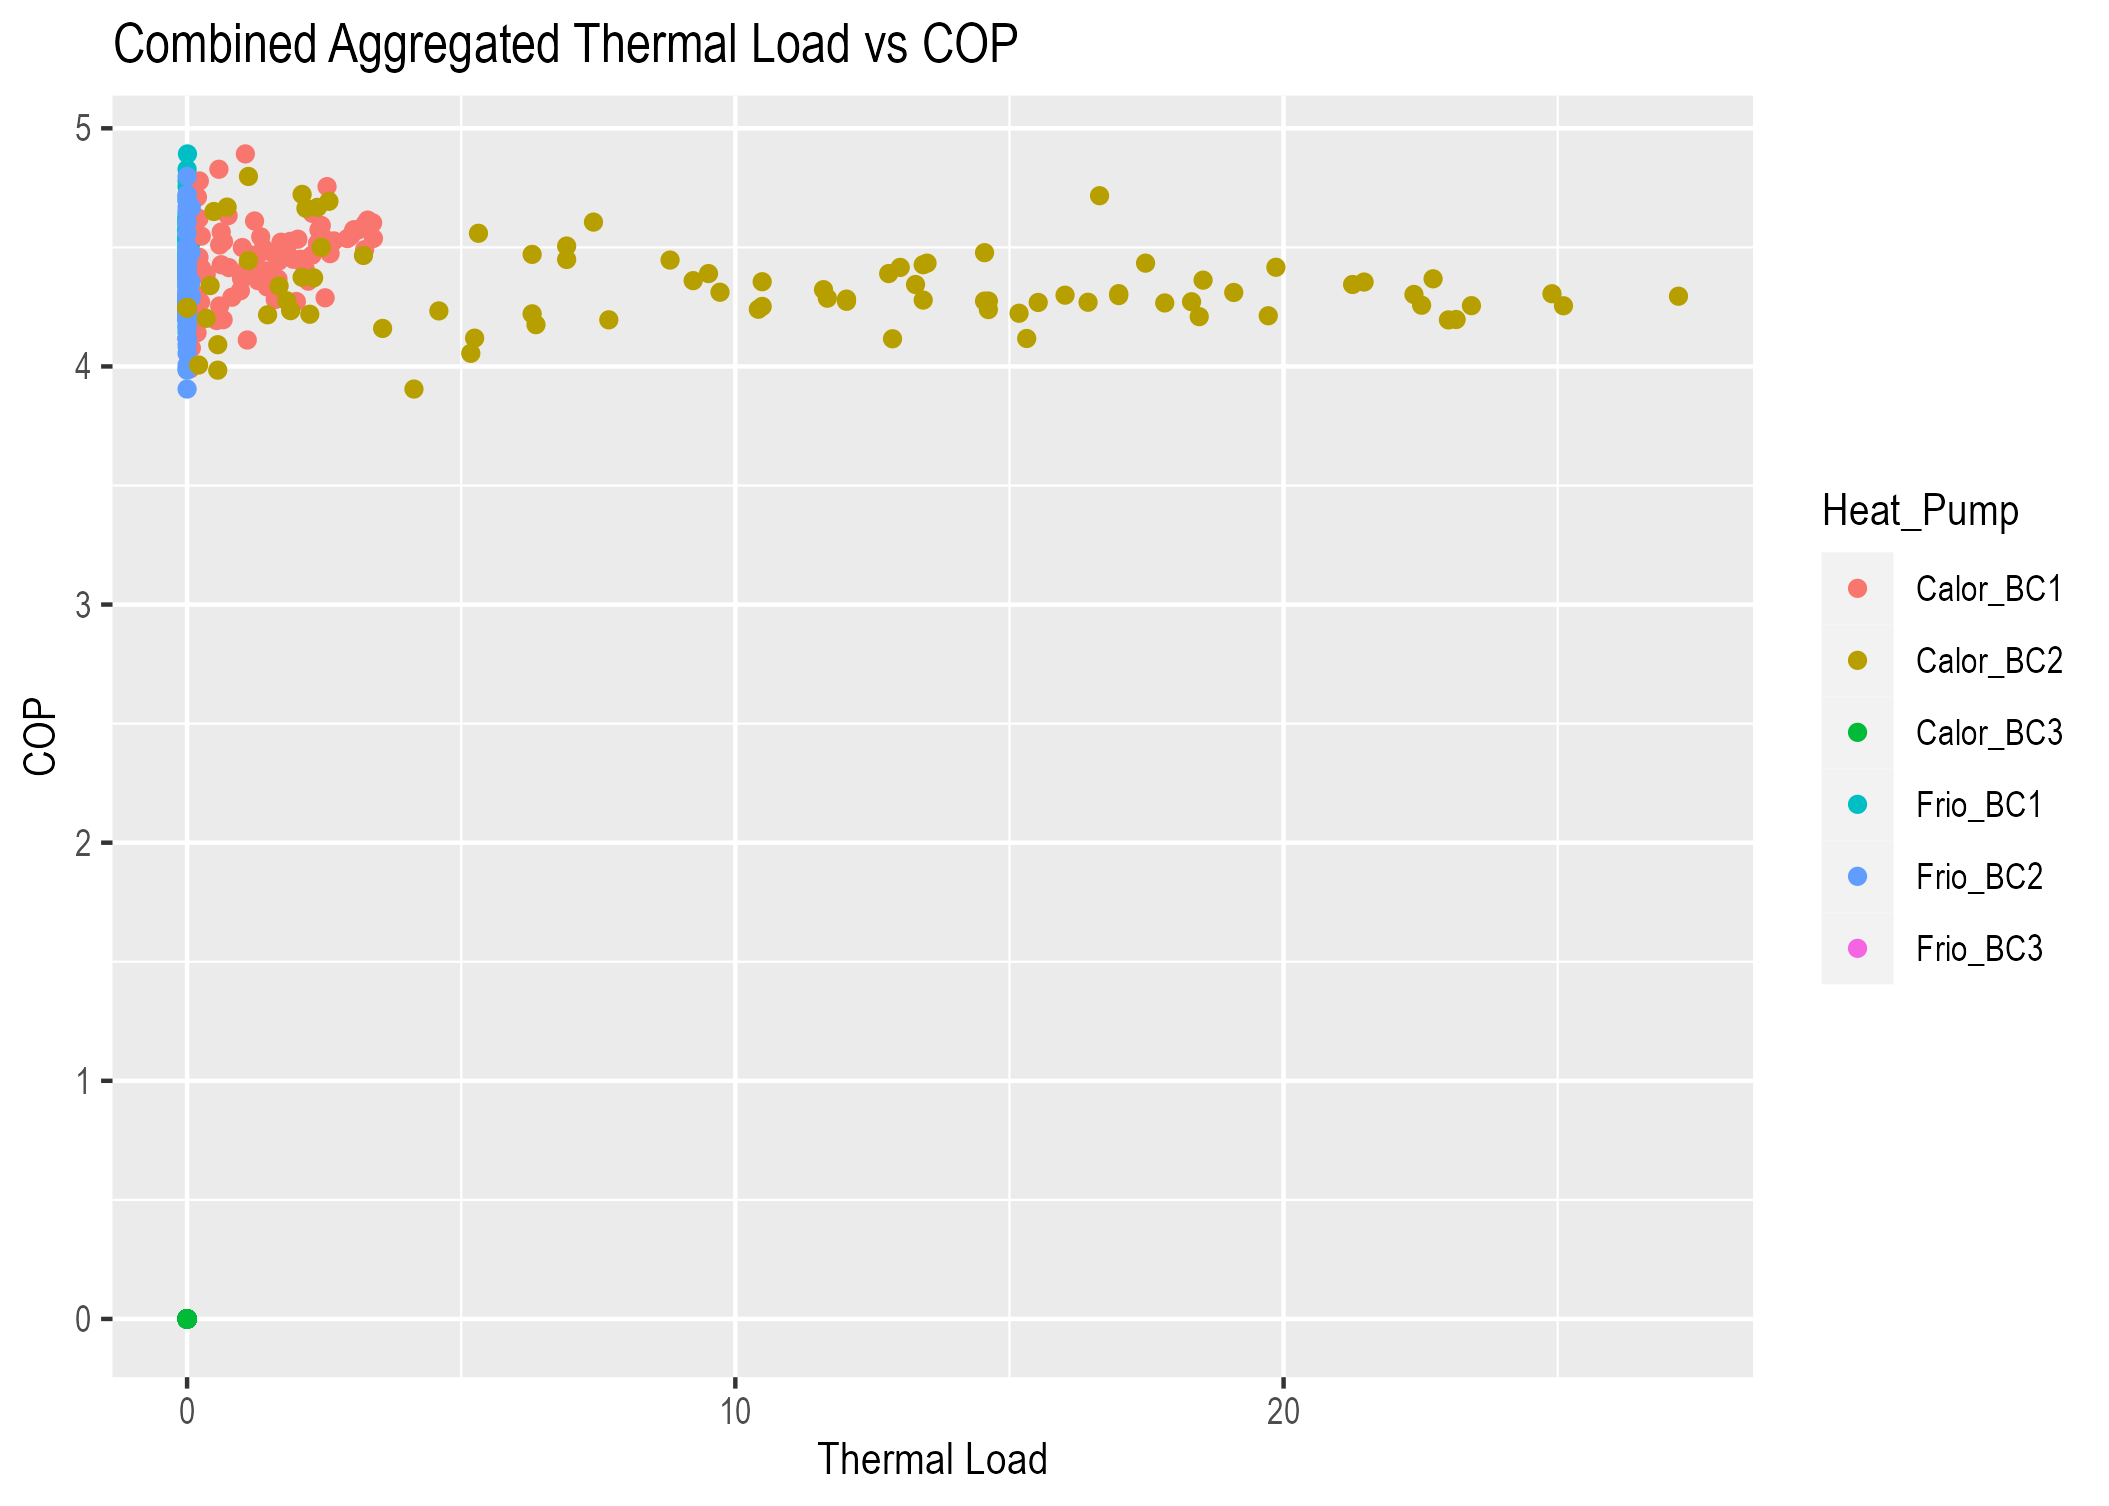 Combined Aggregated Thermal Load vs COP
5
4
3
2
1
0
COP
0
10
20
Thermal Load
Heat_Pump
Calor_BC1
Calor_BC2
Calor_BC3
Frio_BC1
Frio_BC2
Frio_BC3